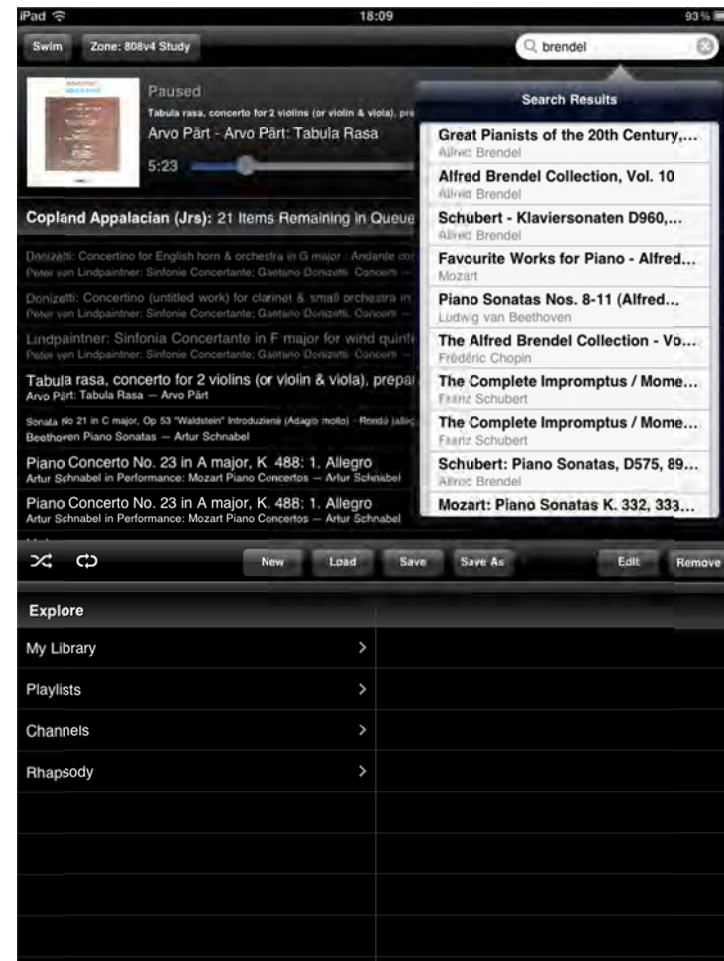 iPad 18:09 93%
Swim Zone: 808v4 Study brendel
Paused
Tabula rasa, concerto for 2 violins (or violin & viola), pre
Arvo Pärt - Arvo Pärt: Tabula Rasa
5:23
Copland Appalacian (Jrs): 21 Items Remaining in Queue
Donizetti: Concertino for English horn & orchestra in G major : Andante con
Peter von Lindpaintner: Sinfonie Concertante; Gaetano Donizetti: Concerti —
Donizetti: Concertino (untitled work) for clarinet & small orchestra in
Peter von Lindpaintner: Sinfonie Concertante; Gaetano Donizetti: Concerti —
Lindpaintner: Sinfonia Concertante in F major for wind quinte
Peter von Lindpaintner: Sinfonie Concertante; Gaetano Donizetti: Concerti —
Tabula rasa, concerto for 2 violins (or violin & viola), prepar
Arvo Pärt: Tabula Rasa — Arvo Pärt
Sonata No 21 in C major, Op 53 "Waldstein" Introduzione (Adagio molto) - Rondo (alleg
Beethoven Piano Sonatas — Artur Schnabel
Piano Concerto No. 23 in A major, K. 488: 1. Allegro
Artur Schnabel in Performance: Mozart Piano Concertos — Artur Schnabel
Piano Concerto No. 23 in A major, K. 488: 1. Allegro
Artur Schnabel in Performance: Mozart Piano Concertos — Artur Schnabel
Search Results
Great Pianists of the 20th Century,...
Alfred Brendel
Alfred Brendel Collection, Vol. 10
Alfred Brendel
Schubert - Klaviersonaten D960,...
Alfred Brendel
Favourite Works for Piano - Alfred...
Mozart
Piano Sonatas Nos. 8-11 (Alfred...
Ludwig van Beethoven
The Alfred Brendel Collection - Vo...
Frédéric Chopin
The Complete Impromptus / Mome...
Franz Schubert
The Complete Impromptus / Mome...
Franz Schubert
Schubert: Piano Sonatas, D575, 89...
Alfred Brendel
Mozart: Piano Sonatas K. 332, 333...
New Load Save Save As Edit Remove
Explore
My Library
Playlists
Channels
Rhapsody